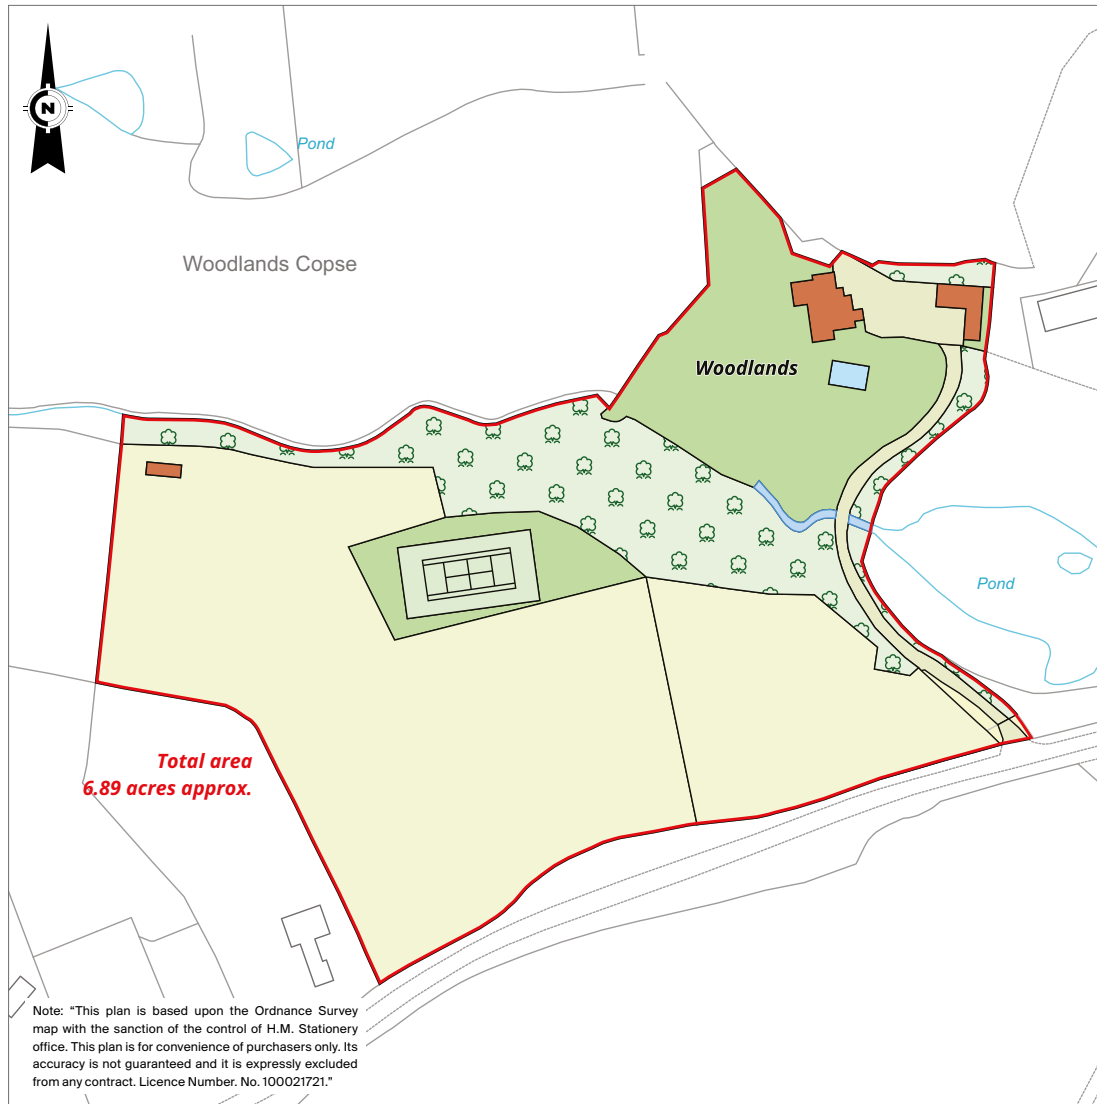 N
Pond
Woodlands Copse
Woodlands
Pond
Total area
6.89 acres approx.
Note: “This plan is based upon the Ordnance Survey
map with the sanction of the control of H.M. Stationery
office. This plan is for convenience of purchasers only. Its
accuracy is not guaranteed and it is expressly excluded
from any contract. Licence Number. No. 100021721.”